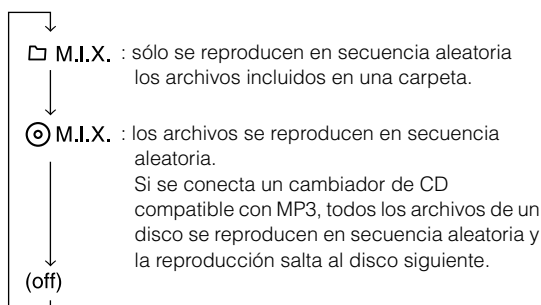 M.I.X. : sólo se reproducen en secuencia aleatoria
los archivos incluidos en una carpeta.
M.I.X. : los archivos se reproducen en secuencia
aleatoria.
Si se conecta un cambiador de CD
compatible con MP3, todos los archivos de un
disco se reproducen en secuencia aleatoria y
la reproducción salta al disco siguiente.
(off)